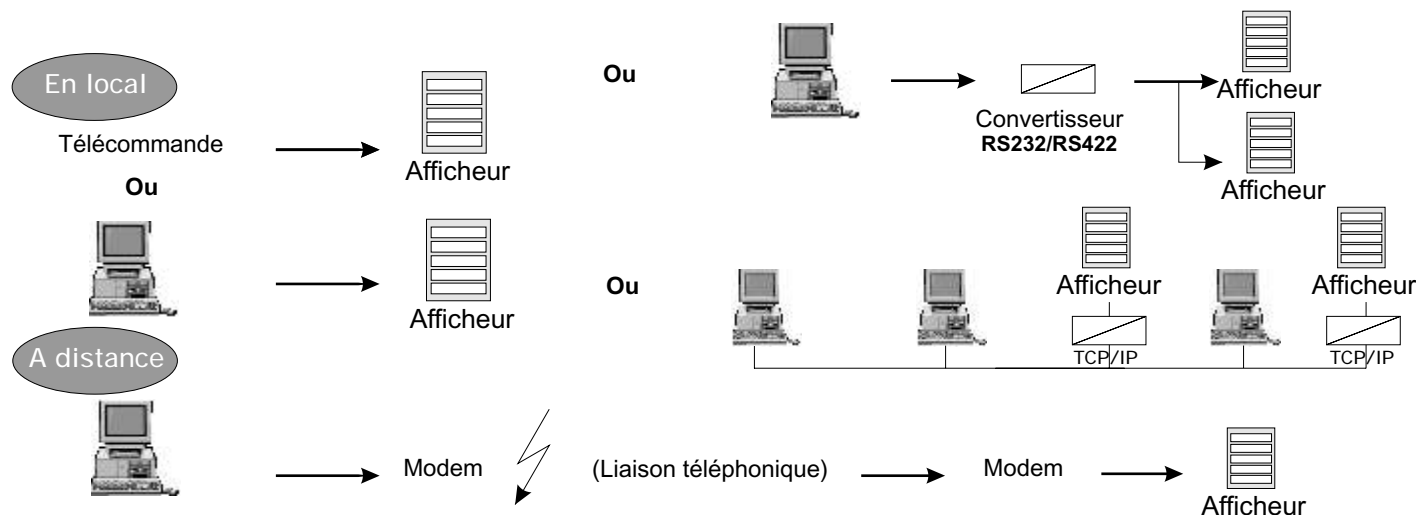 En local
Télécommande
Afficheur
Ou
Afficheur
Ou
Convertisseur
RS232/RS422
Afficheur
Afficheur
Ou
Afficheur
TCP/IP
Afficheur
TCP/IP
A distance
Modem
(Liaison téléphonique)
Modem
Afficheur